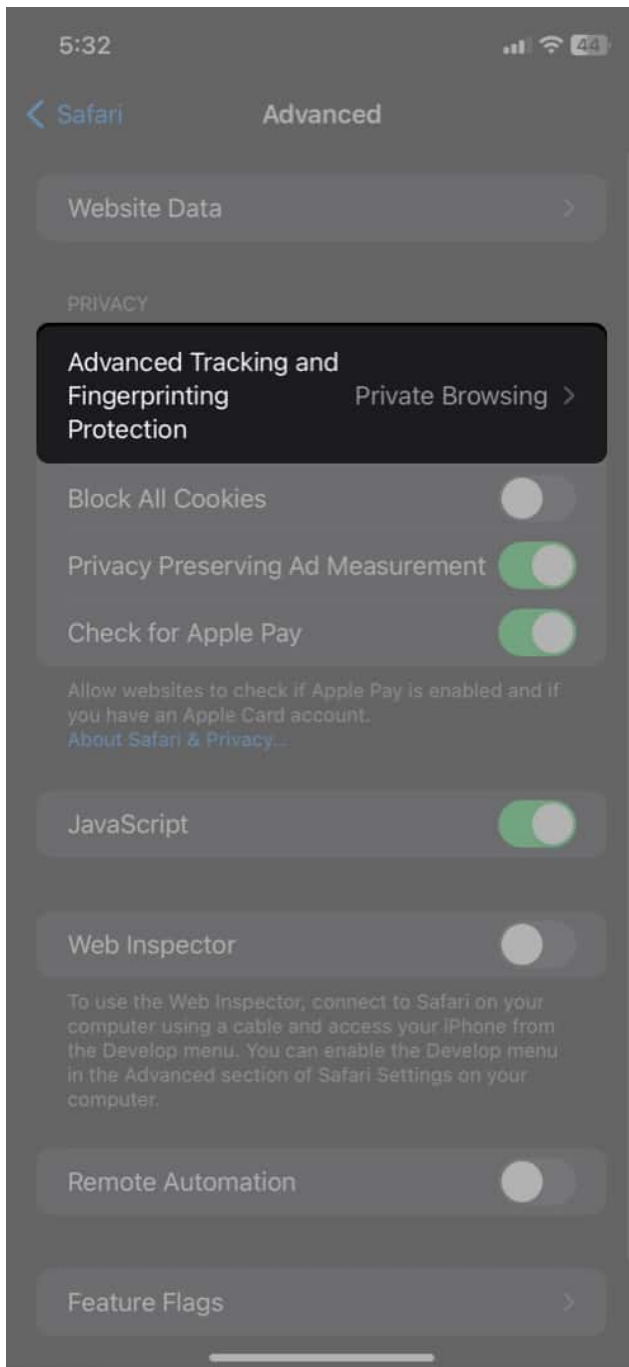 5:32
44
Safari
Advanced
Website Data
PRIVACY
Advanced Tracking and
Fingerprinting
Protection
Private Browsing
Block All Cookies
Privacy Preserving Ad Measurement
Check for Apple Pay
Allow websites to check if Apple Pay is enabled and if
you have an Apple Card account.
About Safari & Privacy...
JavaScript
Web Inspector
To use the Web Inspector, connect to Safari on your
computer using a cable and access your iPhone from
the Develop menu. You can enable the Develop menu
in the Advanced section of Safari Settings on your
computer.
Remote Automation
Feature Flags